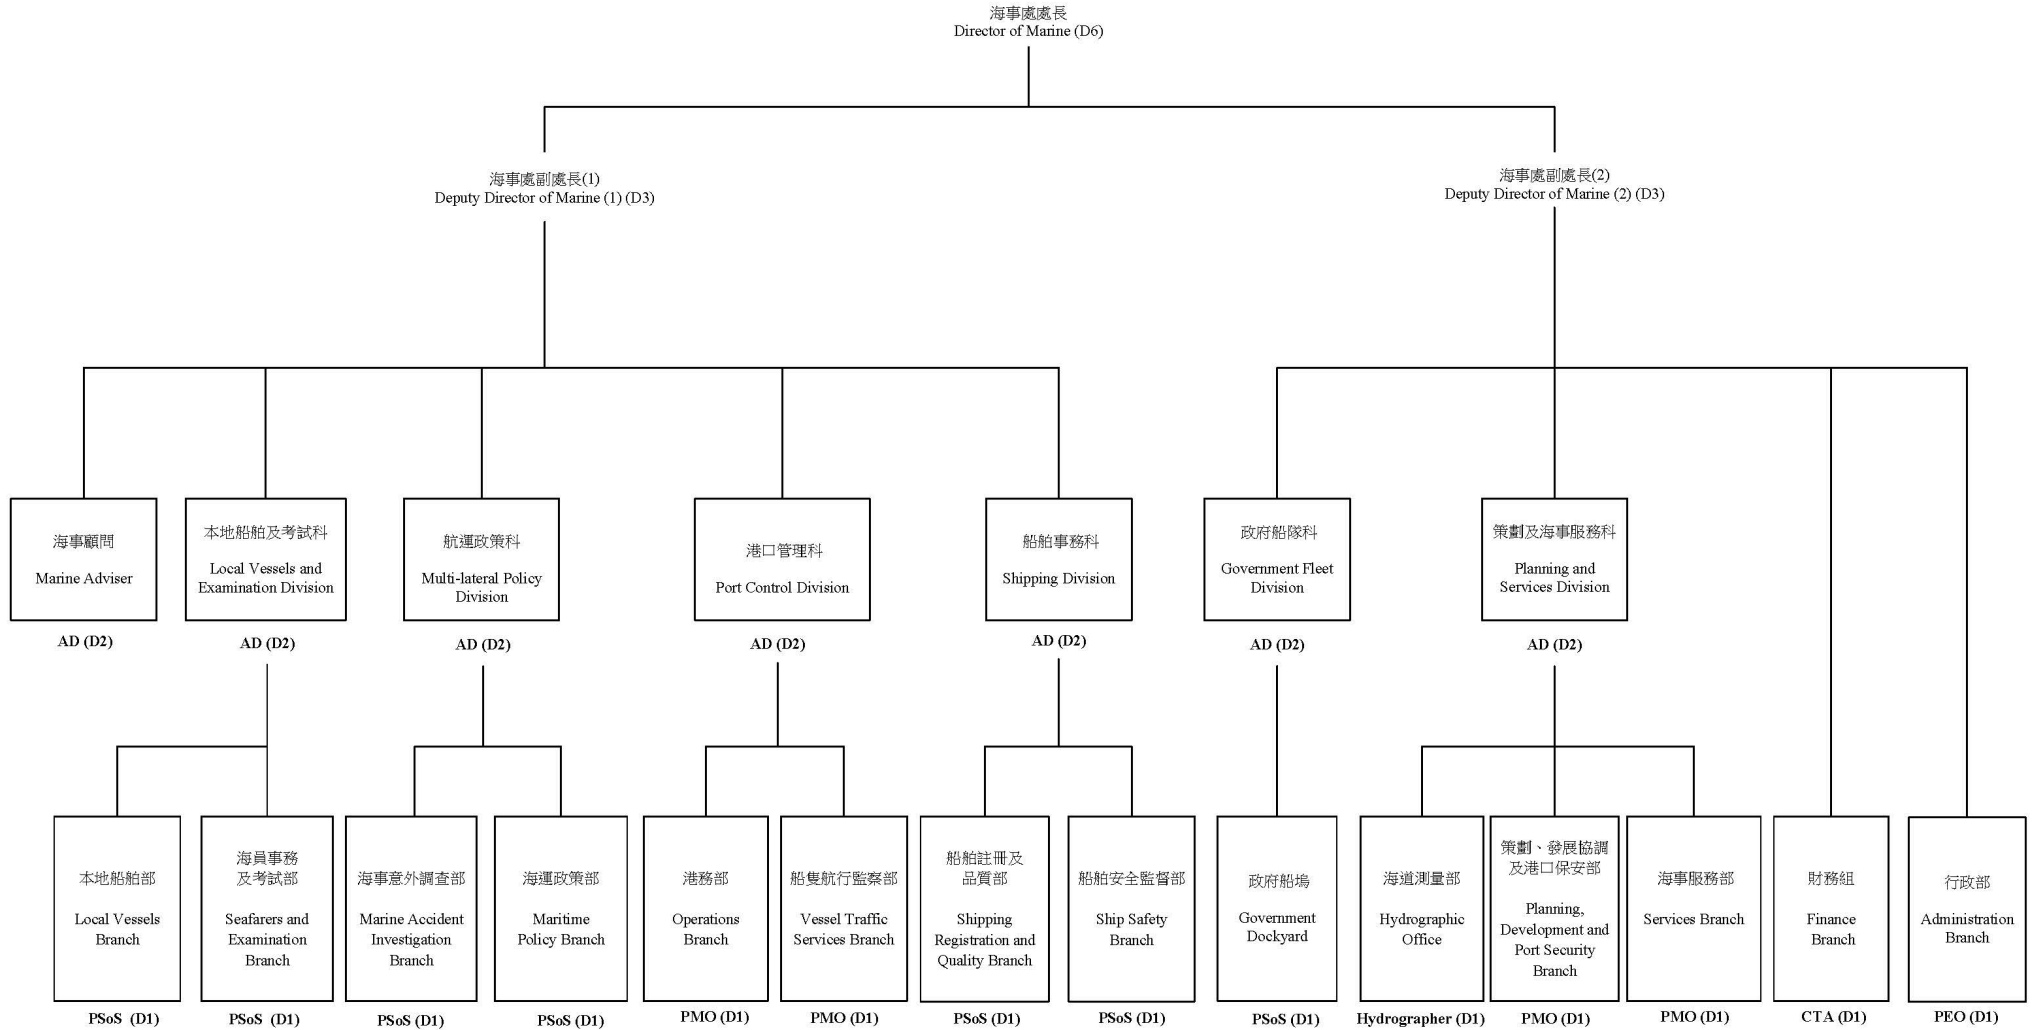 海事處處長
Director of Marine (D6)
海事處副處長(1)
Deputy Director of Marine (1) (D3)
海事處副處長(2)
Deputy Director of Marine (2) (D3)
海事顧問
Marine Adviser
AD (D2)
本地船舶及考試科
Local Vessels and
Examination Division
AD (D2)
航運政策科
Multi-lateral Policy
Division
AD (D2)
港口管理科
Port Control Division
AD (D2)
船舶事務科
Shipping Division
AD (D2)
政府船隊科
Government Fleet
Division
AD (D2)
策劃及海事服務科
Planning and
Services Division
AD (D2)
本地船舶部
Local Vessels
Branch
PSoS (D1)
海員事務
及考試部
Seafarers and
Examination
Branch
PSoS (D1)
海事意外調查部
Marine Accident
Investigation
Branch
PSoS (D1)
海運政策部
Maritime
Policy Branch
PSoS (D1)
港務部
Operations
Branch
PMO (D1)
船隻航行監察部
Vessel Traffic
Services Branch
PMO (D1)
船舶註冊及
品質部
Shipping
Registration and
Quality Branch
PSoS (D1)
船舶安全監督部
Ship Safety
Branch
PSoS (D1)
政府船塢
Government
Dockyard
PSoS (D1)
海道測量部
Hydrographic
Office
Hydrographer (D1)
策劃、發展協調
及港口保安部
Planning,
Development and
Port Security
Branch
PMO (D1)
海事服務部
Services Branch
PMO (D1)
財務組
Finance
Branch
CTA (D1)
行政部
Administration
Branch
PEO (D1)